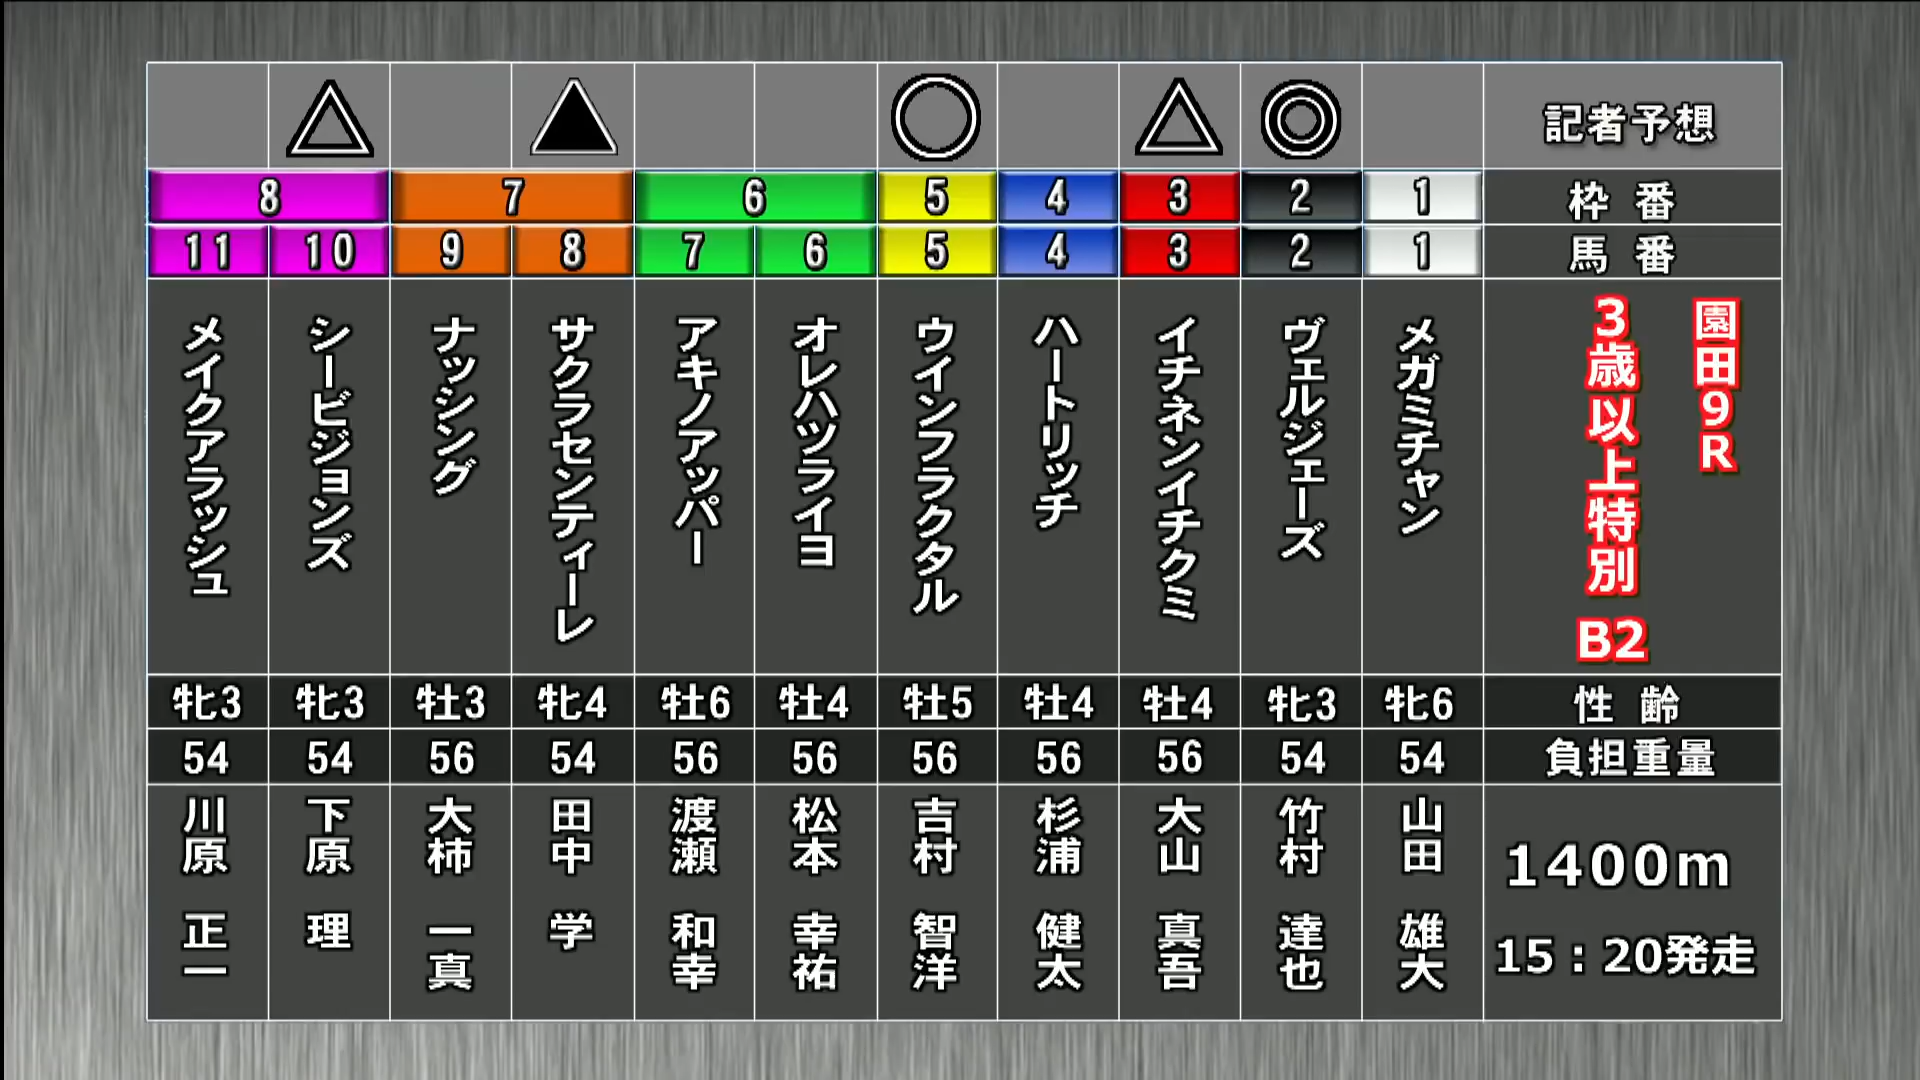 記者予想
◎
△
○
▲
△
枠 番
1 2 3 4 5 6 7 8
馬 番
1 2 3 4 5 6 7 8 9 10 11
園田9R
3歳以上特別 B2
メガミチャン
ヴェルジェーズ
イチネンイチクミ
ハートリッチ
ウインフラクタル
オレハツライヨ
アキノアッパー
サクラセンティーレ
ナッシング
シービジョンズ
メイクアラッシュ
性 齢
牝6 牝3 牡4 牡4 牡5 牡4 牡6 牝4 牡3 牝3 牝3
負担重量
54 54 56 56 56 56 56 54 56 54 54
1400m
15：20発走
山田 雄大
竹村 達也
大山 真吾
杉浦 健太
吉村 智洋
松本 幸祐
渡瀬 和幸
田中 学
大柿 一真
下原 理
川原 正一